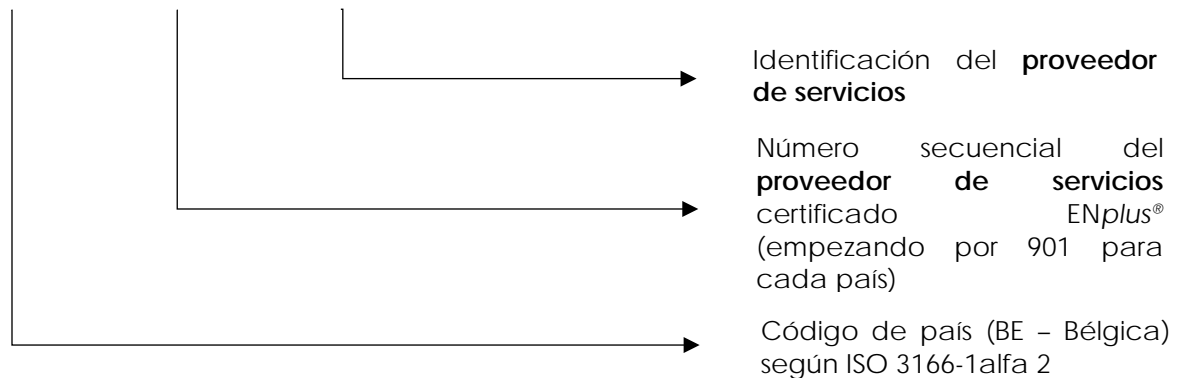 Identificación del proveedor
de servicios
Número secuencial del
proveedor de servicios
certificado ENplus®
(empezando por 901 para
cada país)
Código de país (BE – Bélgica)
según ISO 3166-1alfa 2